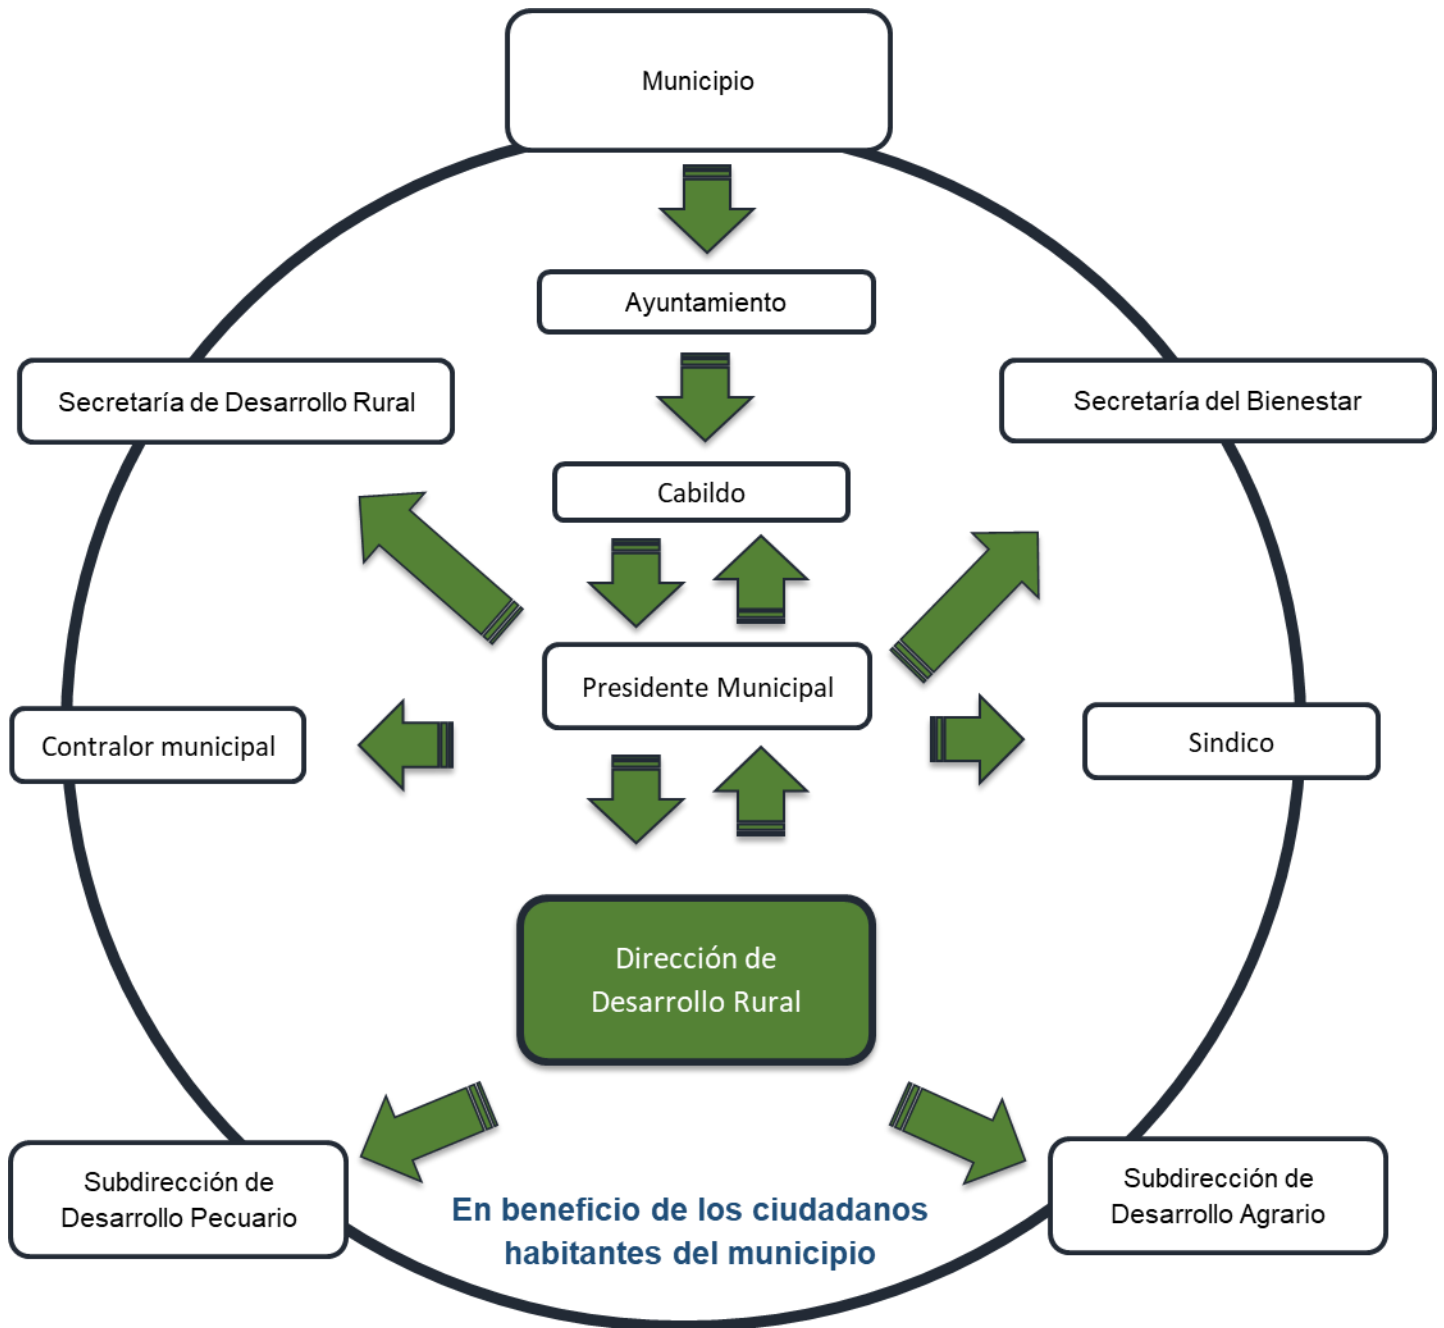 Municipio
Ayuntamiento
Secretaría de Desarrollo Rural
Secretaría del Bienestar
Cabildo
Presidente Municipal
Contralor municipal
Sindico
Dirección de
Desarrollo Rural
Subdirección de
Desarrollo Pecuario
Subdirección de
Desarrollo Agrario
En beneficio de los ciudadanos
habitantes del municipio